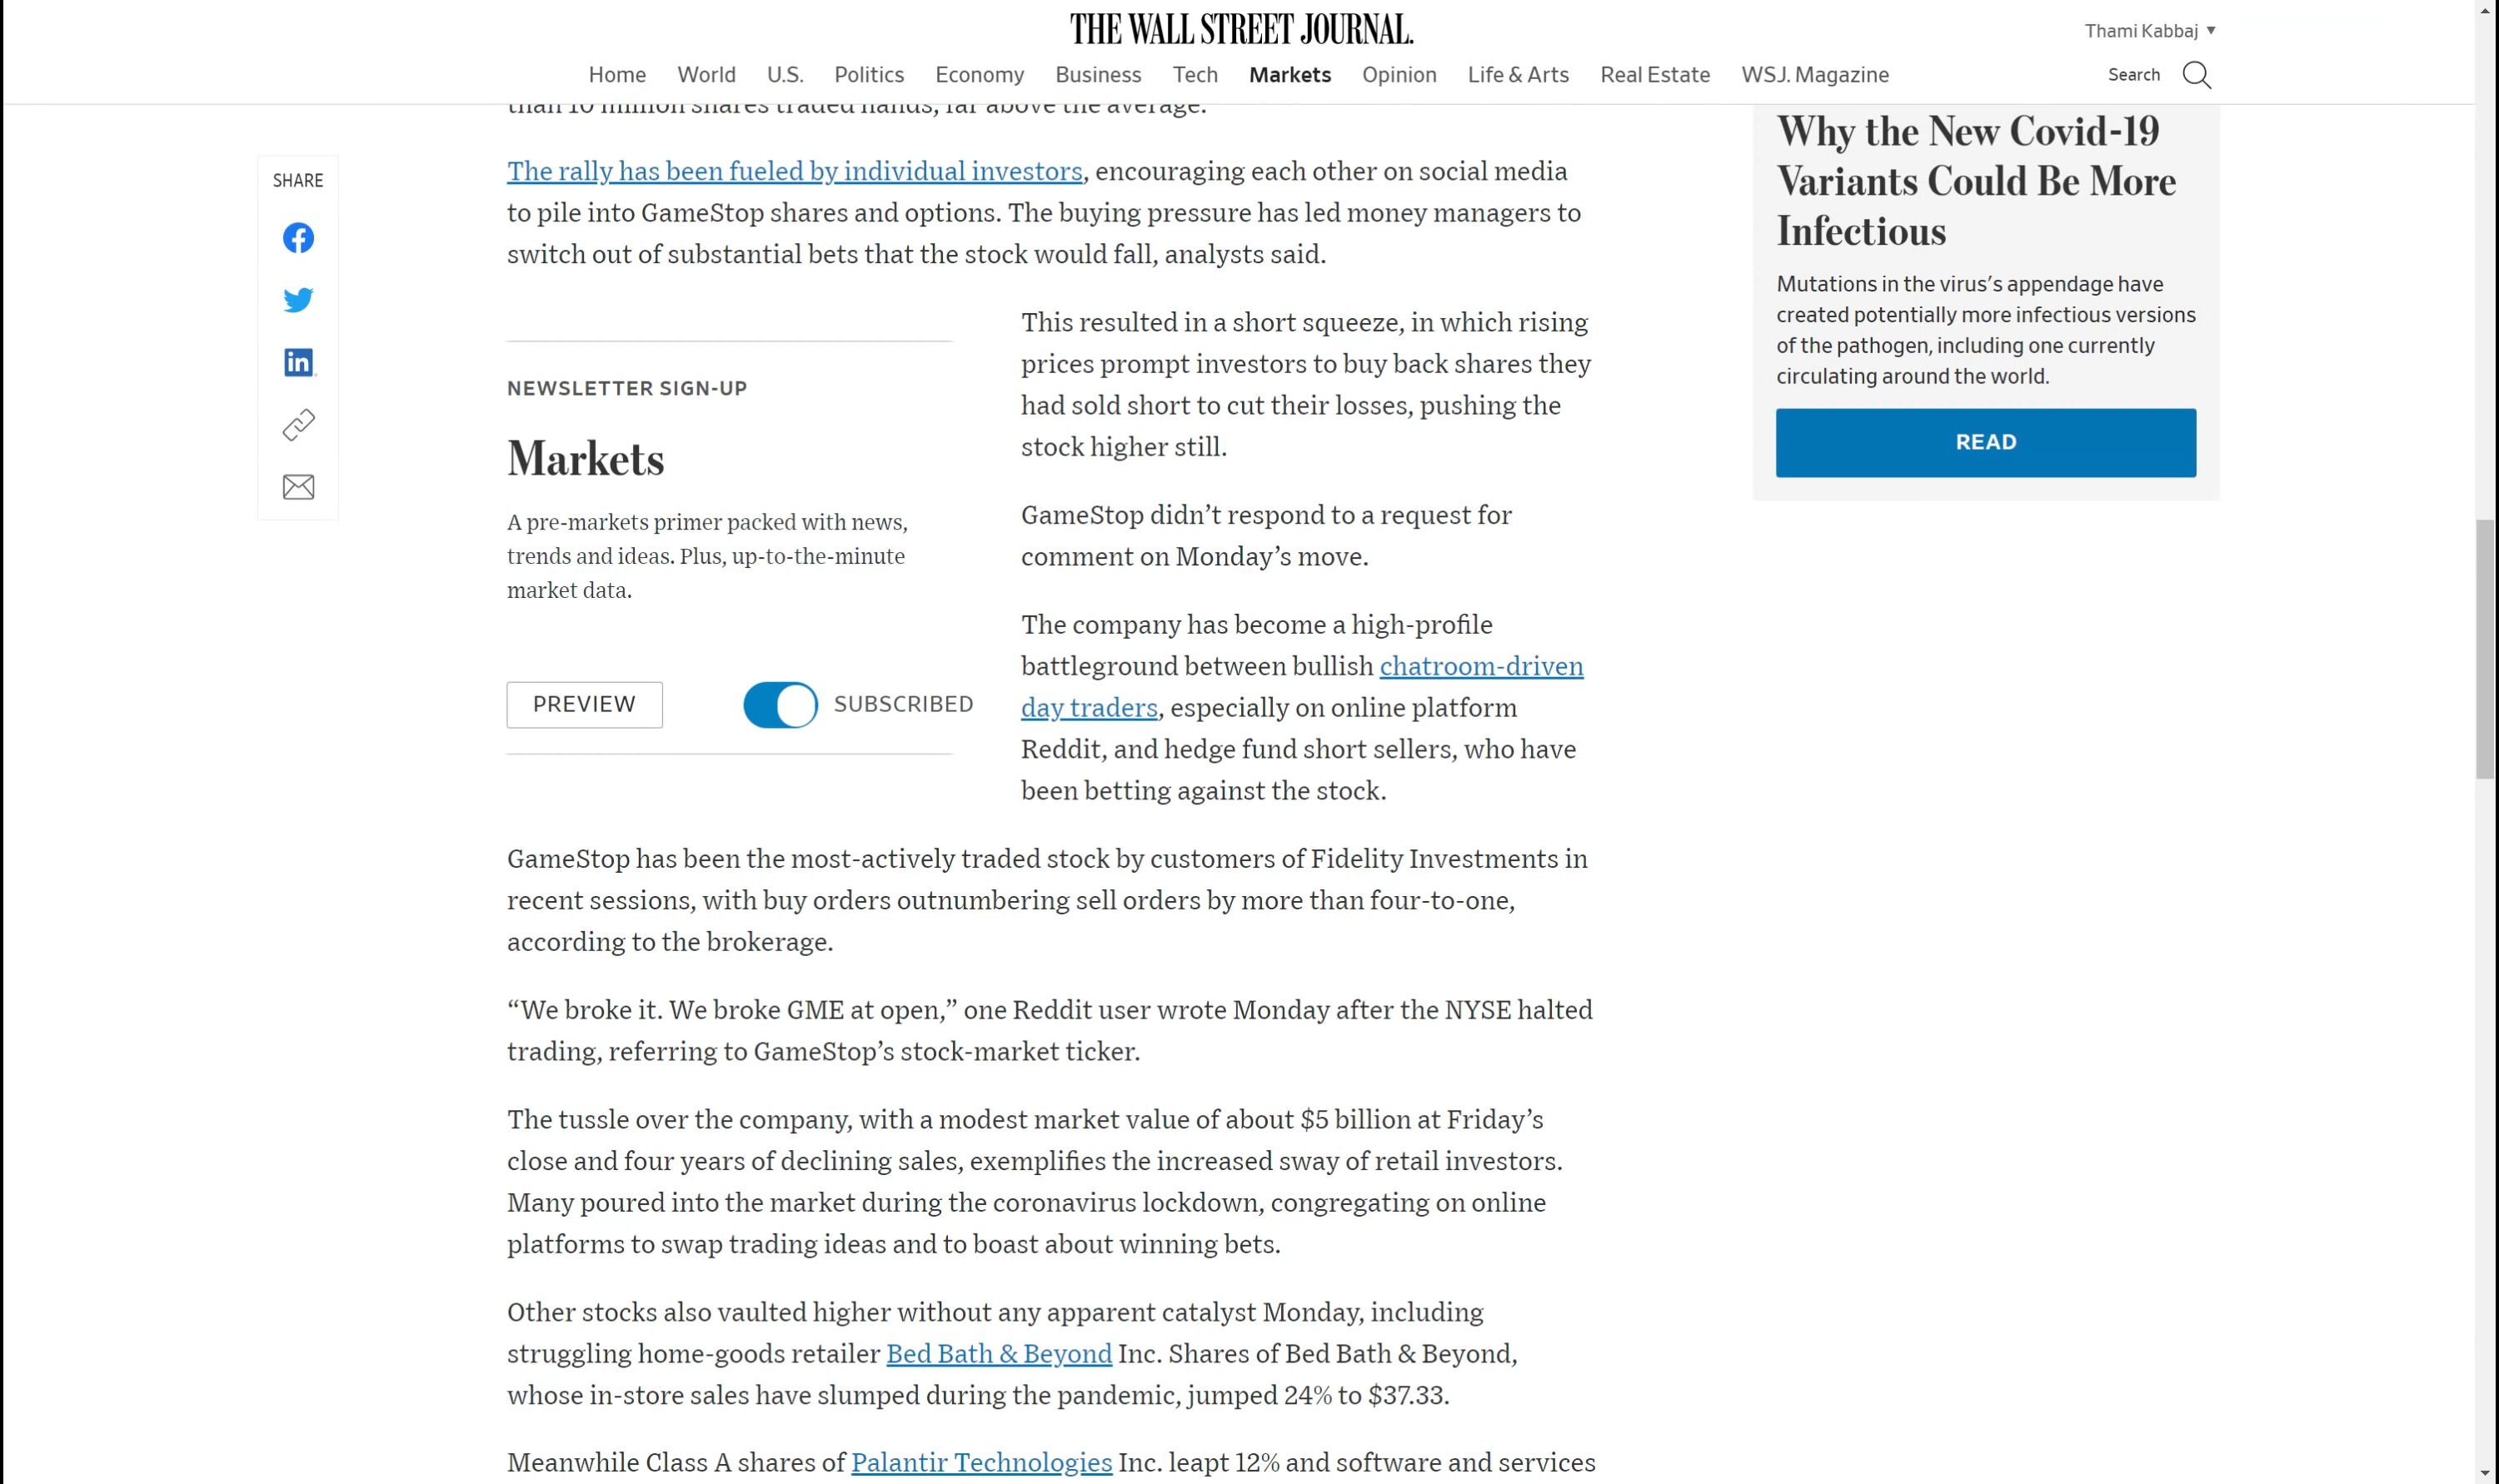 THE WALL STREET JOURNAL.
Thami Kabbaj ▼
Home World U.S. Politics Economy Business Tech Markets Opinion Life & Arts Real Estate WSJ. Magazine
Search
than 10 million shares traded hands, far above the average.
SHARE
The rally has been fueled by individual investors, encouraging each other on social media
to pile into GameStop shares and options. The buying pressure has led money managers to
switch out of substantial bets that the stock would fall, analysts said.
NEWSLETTER SIGN-UP
Markets
A pre-markets primer packed with news,
trends and ideas. Plus, up-to-the-minute
market data.
PREVIEW
SUBSCRIBED
This resulted in a short squeeze, in which rising
prices prompt investors to buy back shares they
had sold short to cut their losses, pushing the
stock higher still.
GameStop didn’t respond to a request for
comment on Monday’s move.
The company has become a high-profile
battleground between bullish chatroom-driven
day traders, especially on online platform
Reddit, and hedge fund short sellers, who have
been betting against the stock.
GameStop has been the most-actively traded stock by customers of Fidelity Investments in
recent sessions, with buy orders outnumbering sell orders by more than four-to-one,
according to the brokerage.
“We broke it. We broke GME at open,” one Reddit user wrote Monday after the NYSE halted
trading, referring to GameStop’s stock-market ticker.
The tussle over the company, with a modest market value of about $5 billion at Friday’s
close and four years of declining sales, exemplifies the increased sway of retail investors.
Many poured into the market during the coronavirus lockdown, congregating on online
platforms to swap trading ideas and to boast about winning bets.
Other stocks also vaulted higher without any apparent catalyst Monday, including
struggling home-goods retailer Bed Bath & Beyond Inc. Shares of Bed Bath & Beyond,
whose in-store sales have slumped during the pandemic, jumped 24% to $37.33.
Meanwhile Class A shares of Palantir Technologies Inc. leapt 12% and software and services
Why the New Covid-19
Variants Could Be More
Infectious
Mutations in the virus’s appendage have
created potentially more infectious versions
of the pathogen, including one currently
circulating around the world.
READ